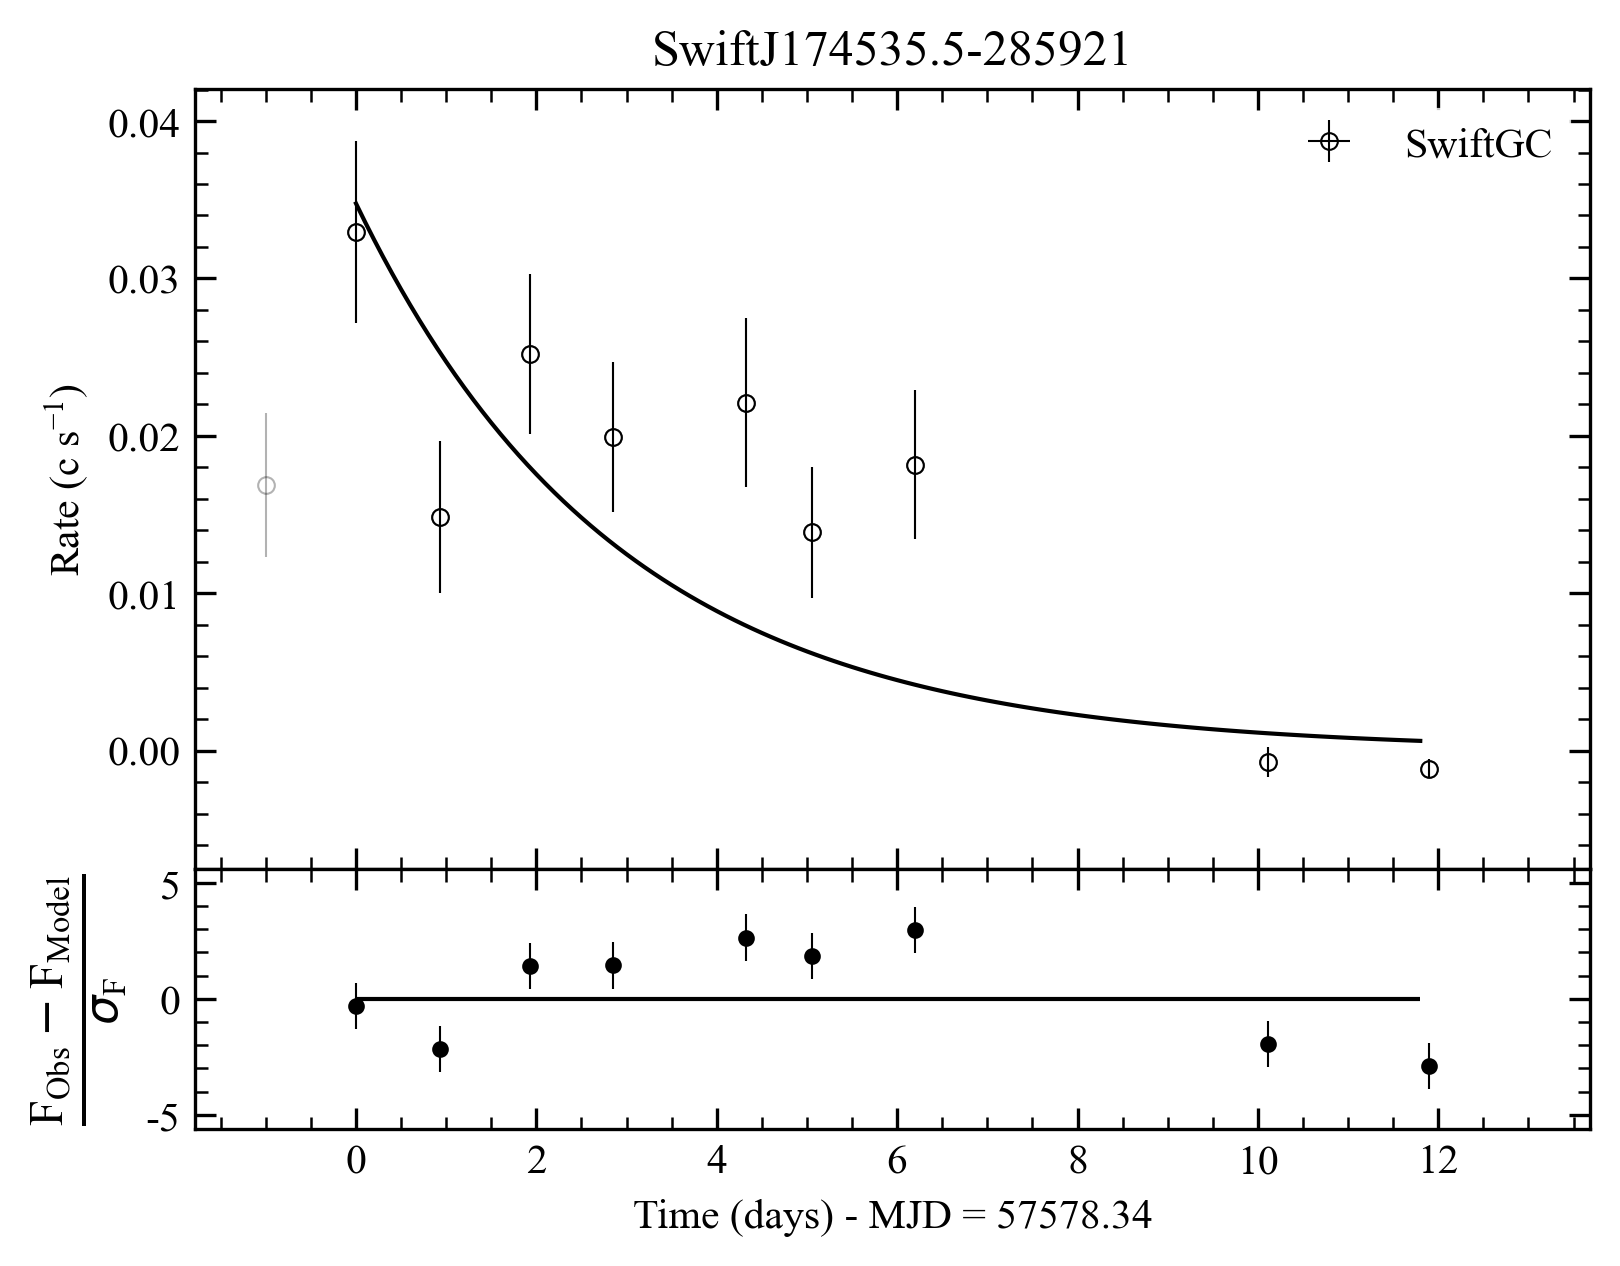 SwiftJ174535.5-285921
SwiftGC
Rate (c s⁻¹)
0.04
0.03
0.02
0.01
0.00
F_Obs − F_Model
σ_F
5
0
-5
0 2 4 6 8 10 12
Time (days) - MJD = 57578.34